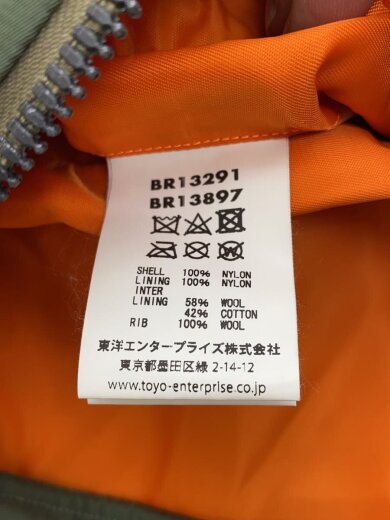 BR13291
BR13897
SHELL 100% NYLON
LINING 100% NYLON
INTER
LINING 58% WOOL
42% COTTON
RIB 100% WOOL
東洋エンタープライズ株式会社
東京都墨田区緑 2-14-12
www.toyo-enterprise.co.jp